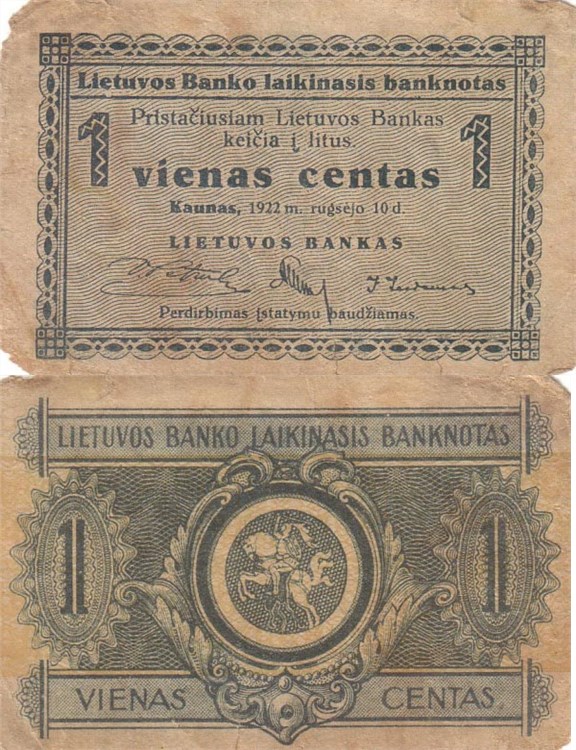 Lietuvos Banko laikinasis banknotas
1 Pristačiusiam Lietuvos Bankas 1
keičia į litus.
vienas centas
Kaunas, 1922 m. rugsėjo 10 d.
LIETUVOS BANKAS
Perdirbimas įstatymu baudžiamas.
LIETUVOS BANKO LAIKINASIS BANKNOTAS
1 1
VIENAS CENTAS